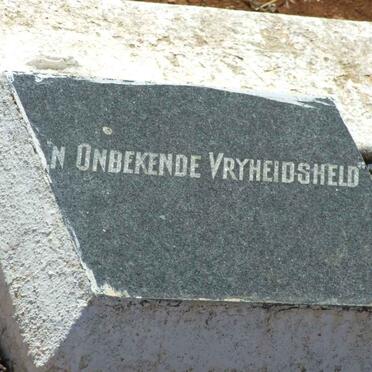 'N ONBEKENDE VRYHEIDSHELD